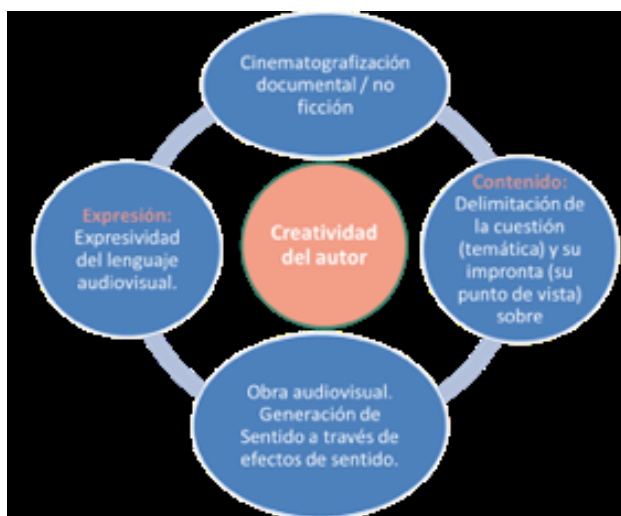 Cinematografización
documental / no
ficción
Expresión:
Expresividad
del lenguaje
audiovisual.
Creatividad
del autor
Contenido:
Delimitación de
la cuestión
(temática) y su
impronta (su
punto de vista)
sobre
Obra audiovisual.
Generación de
Sentido a través de
efectos de sentido.